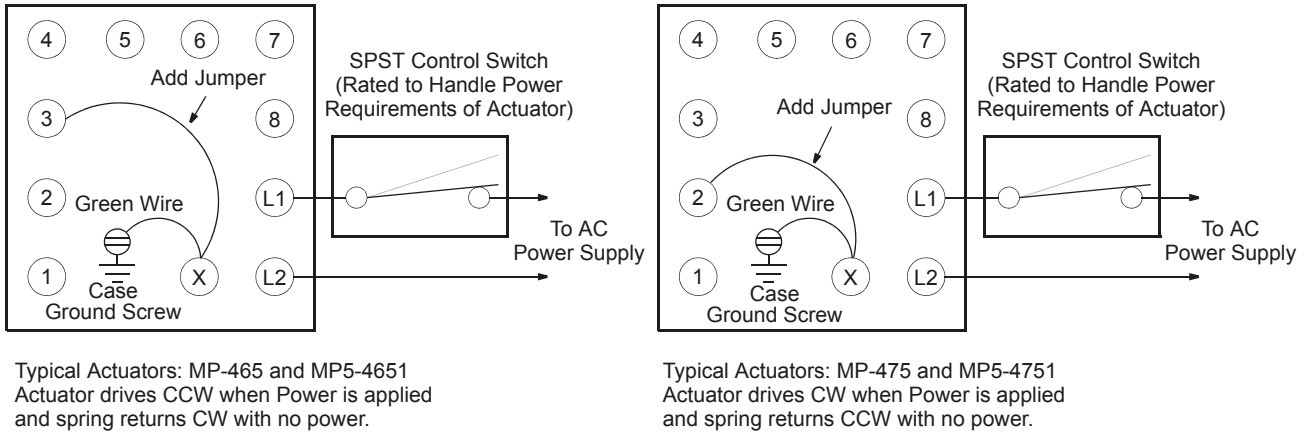 4 5 6 7
Add Jumper
3
8
2
Green Wire
L1
1
X
L2
Case
Ground Screw
SPST Control Switch
(Rated to Handle Power
Requirements of Actuator)
To AC
Power Supply
Typical Actuators: MP-465 and MP5-4651
Actuator drives CCW when Power is applied
and spring returns CW with no power.
4 5 6 7
Add Jumper
3
8
2
Green Wire
L1
1
X
L2
Case
Ground Screw
SPST Control Switch
(Rated to Handle Power
Requirements of Actuator)
To AC
Power Supply
Typical Actuators: MP-475 and MP5-4751
Actuator drives CW when Power is applied
and spring returns CCW with no power.